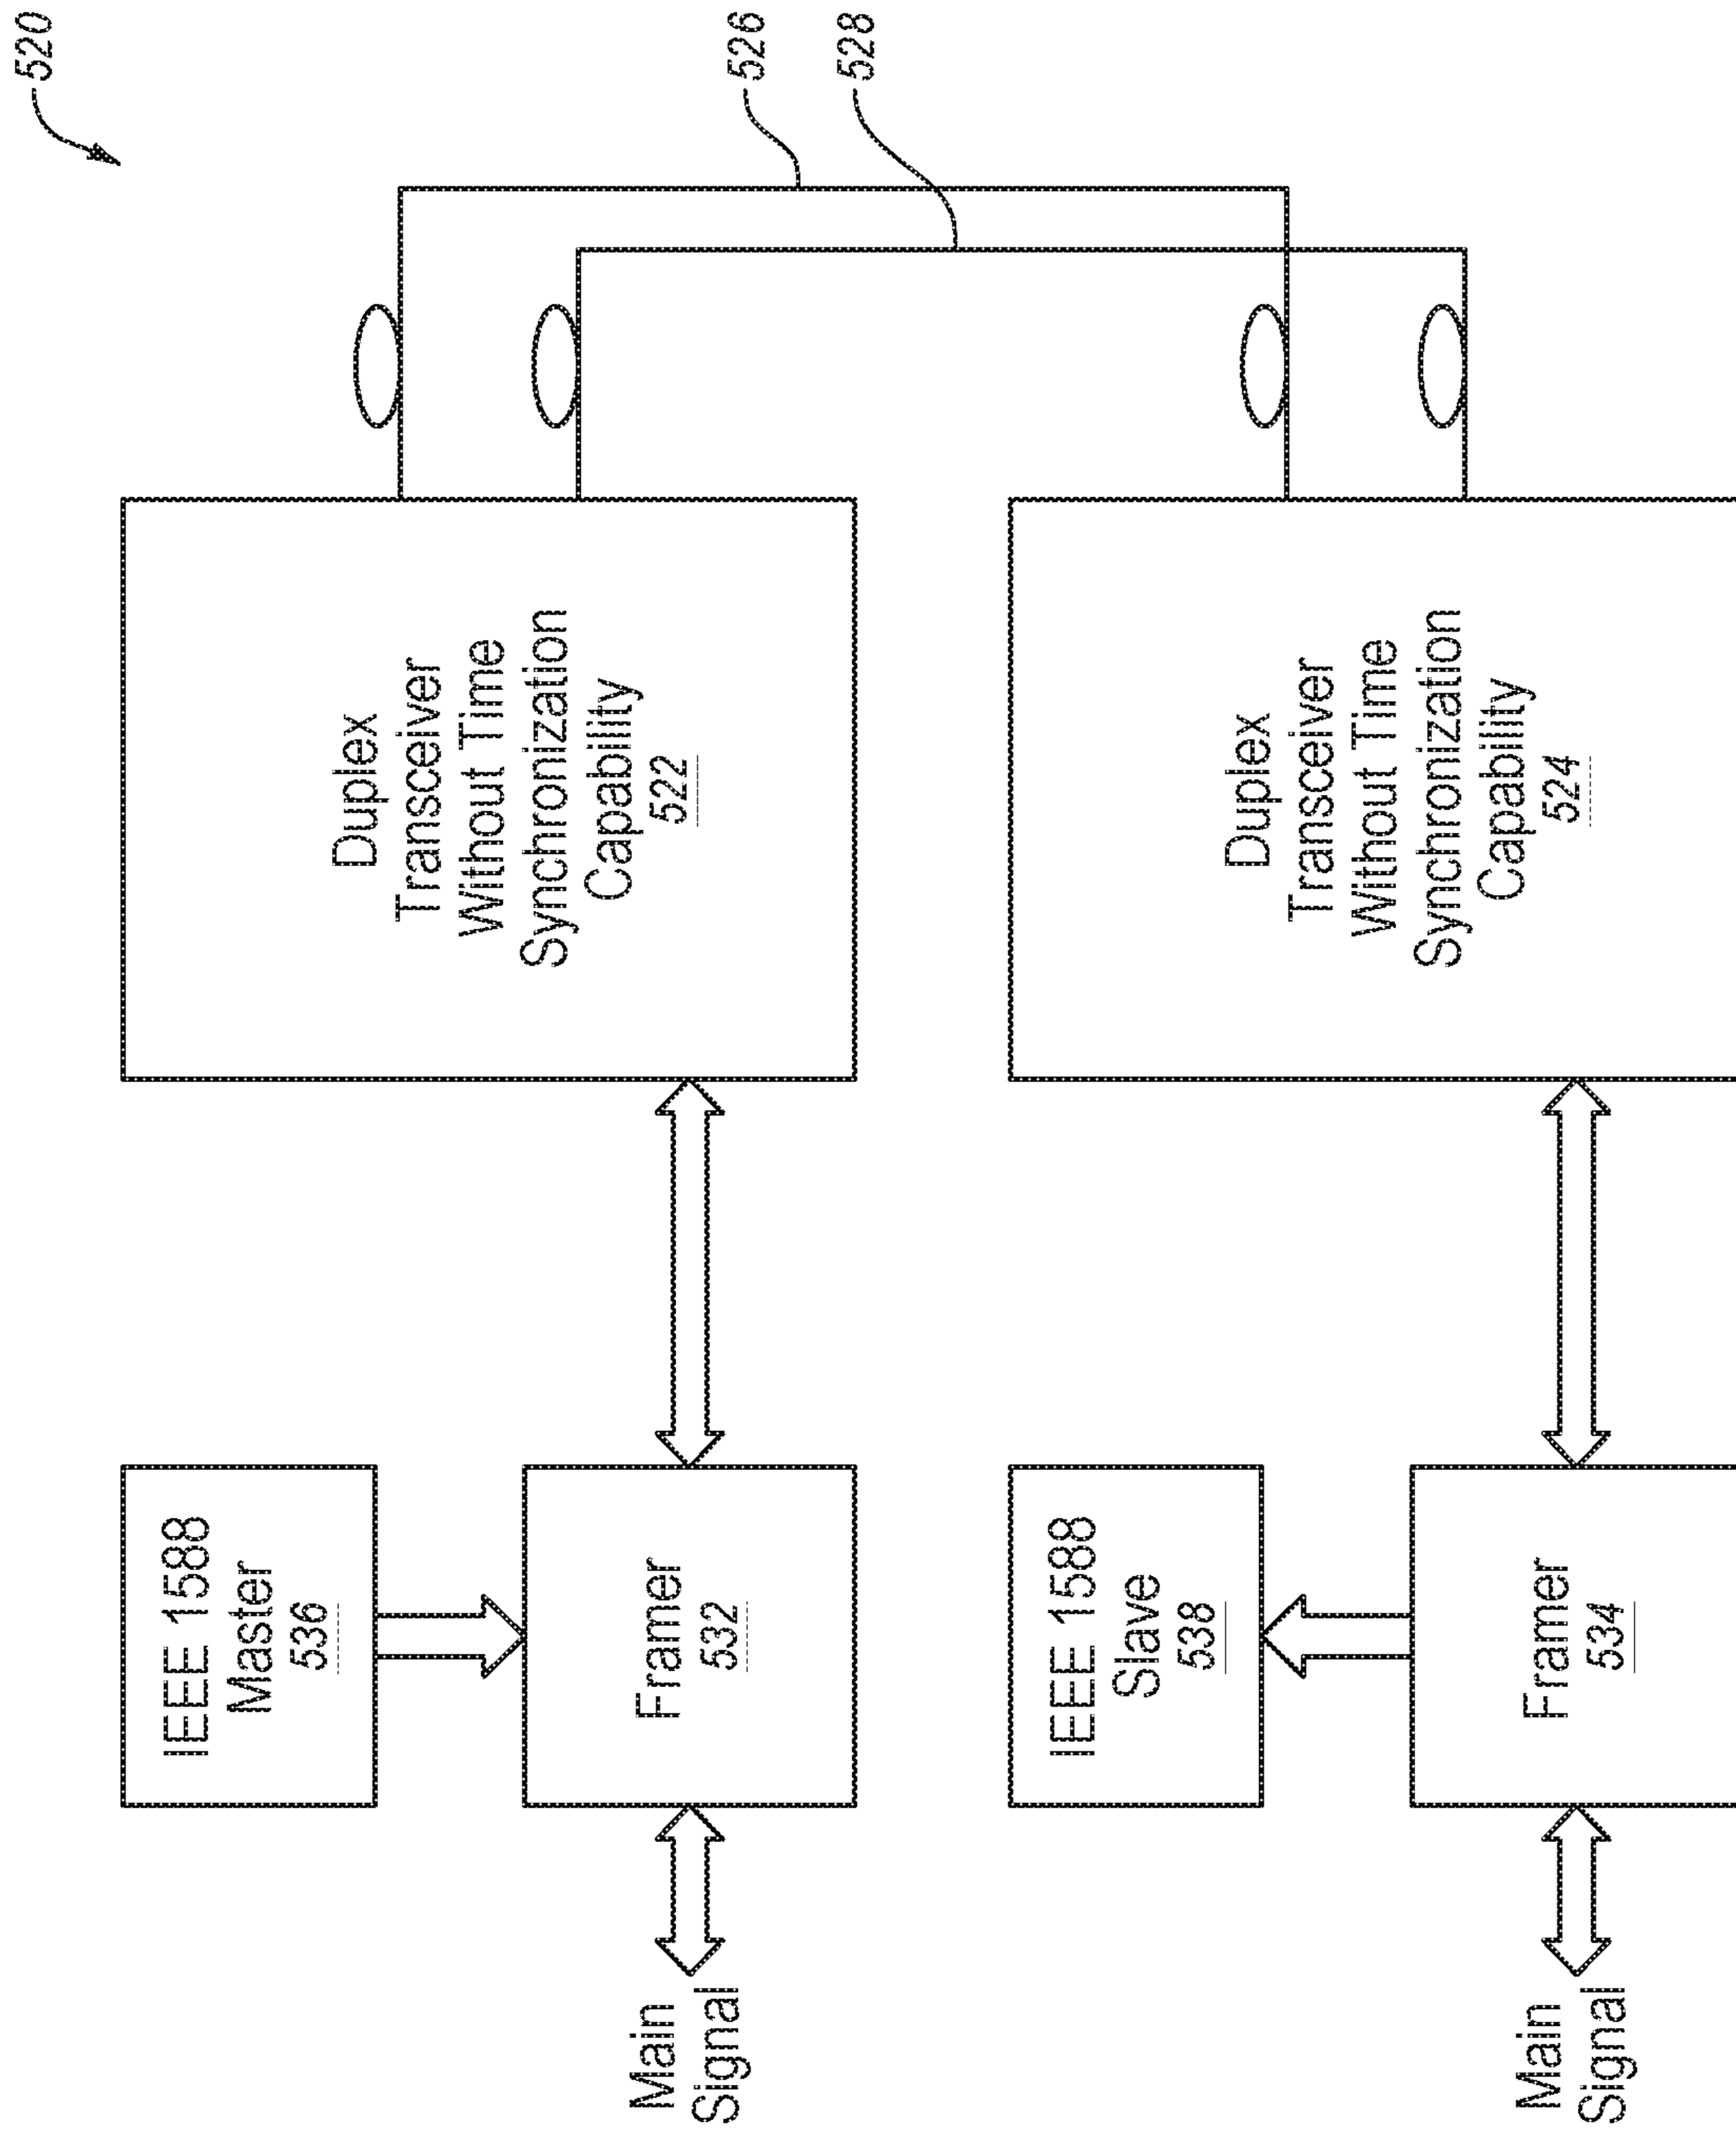 520
526
528
Duplex
Transceiver
Without Time
Synchronization
Capability
522
Duplex
Transceiver
Without Time
Synchronization
Capability
524
IEEE 1588
Master
536
Framer
532
IEEE 1588
Slave
538
Framer
534
Main
Signal
Main
Signal